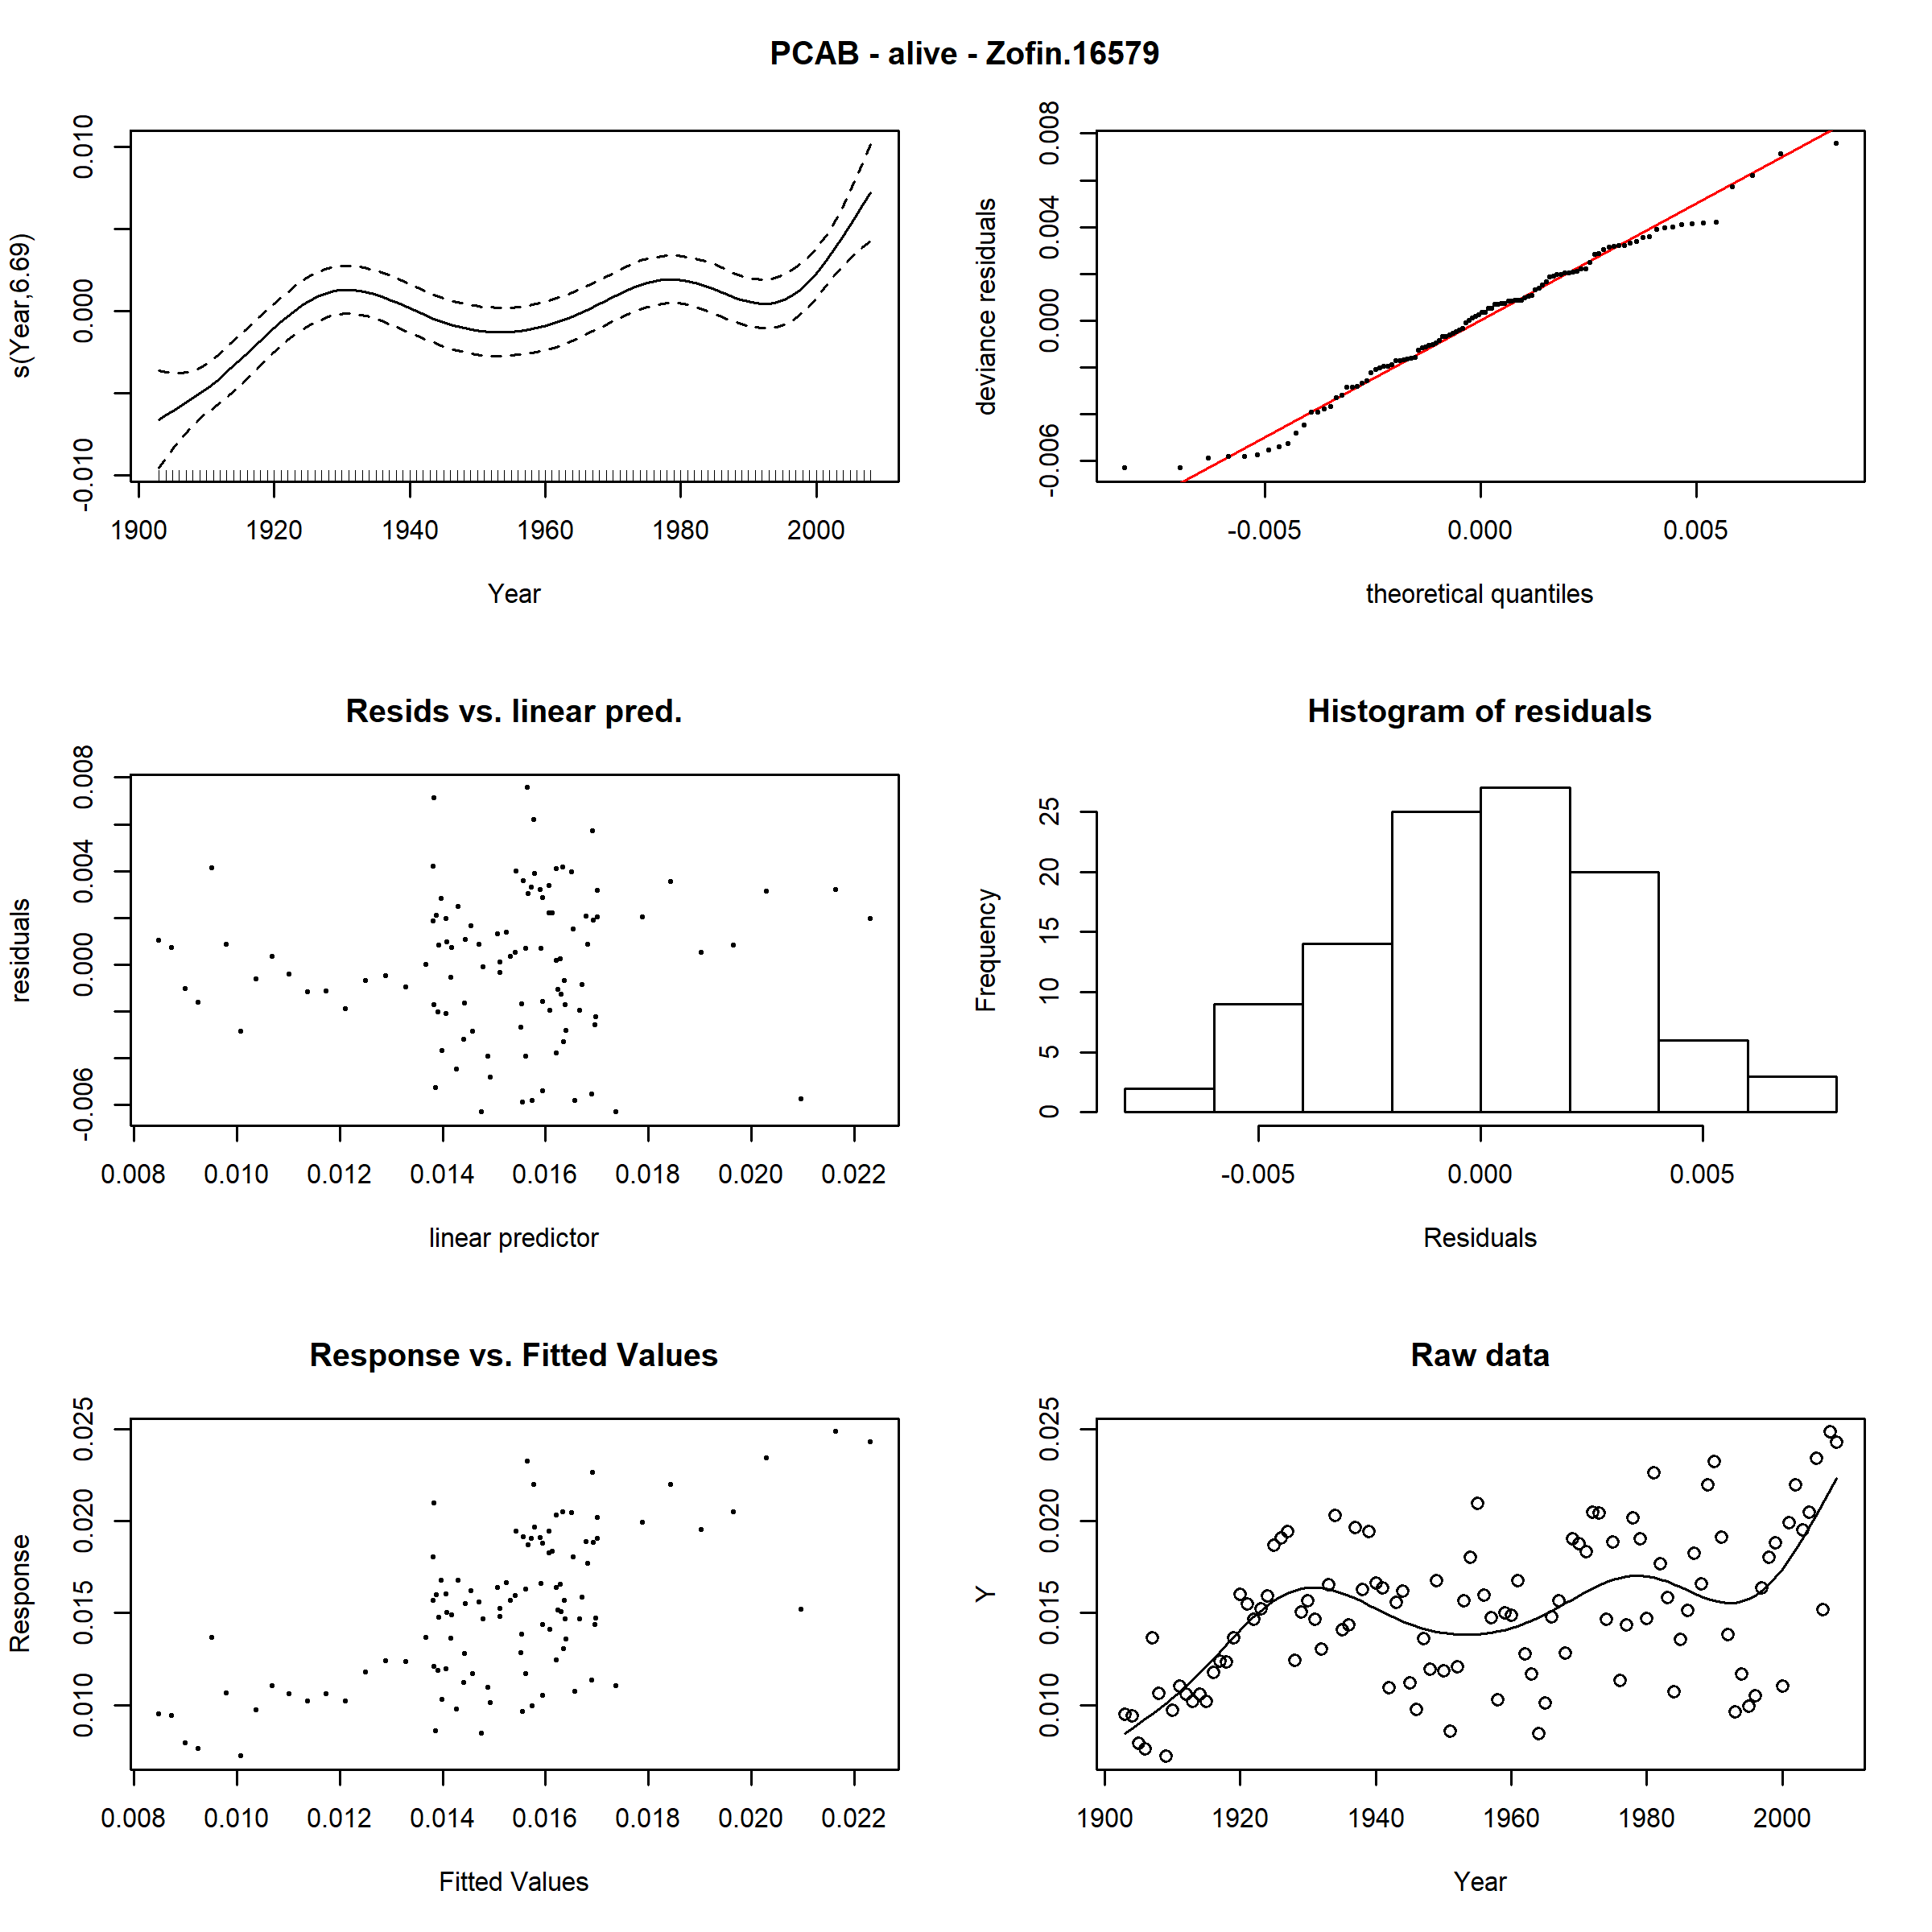 PCAB - alive - Zofin.16579
s(Year,6.69)
-0.010 0.000 0.010
1900 1920 1940 1960 1980 2000
Year
deviance residuals
-0.006 0.000 0.004 0.008
-0.005 0.000 0.005
theoretical quantiles
Resids vs. linear pred.
residuals
-0.006 0.000 0.004 0.008
0.008 0.010 0.012 0.014 0.016 0.018 0.020 0.022
linear predictor
Histogram of residuals
Frequency
0 5 10 15 20 25
-0.005 0.000 0.005
Residuals
Response vs. Fitted Values
Response
0.010 0.015 0.020 0.025
0.008 0.010 0.012 0.014 0.016 0.018 0.020 0.022
Fitted Values
Raw data
Y
0.010 0.015 0.020 0.025
1900 1920 1940 1960 1980 2000
Year